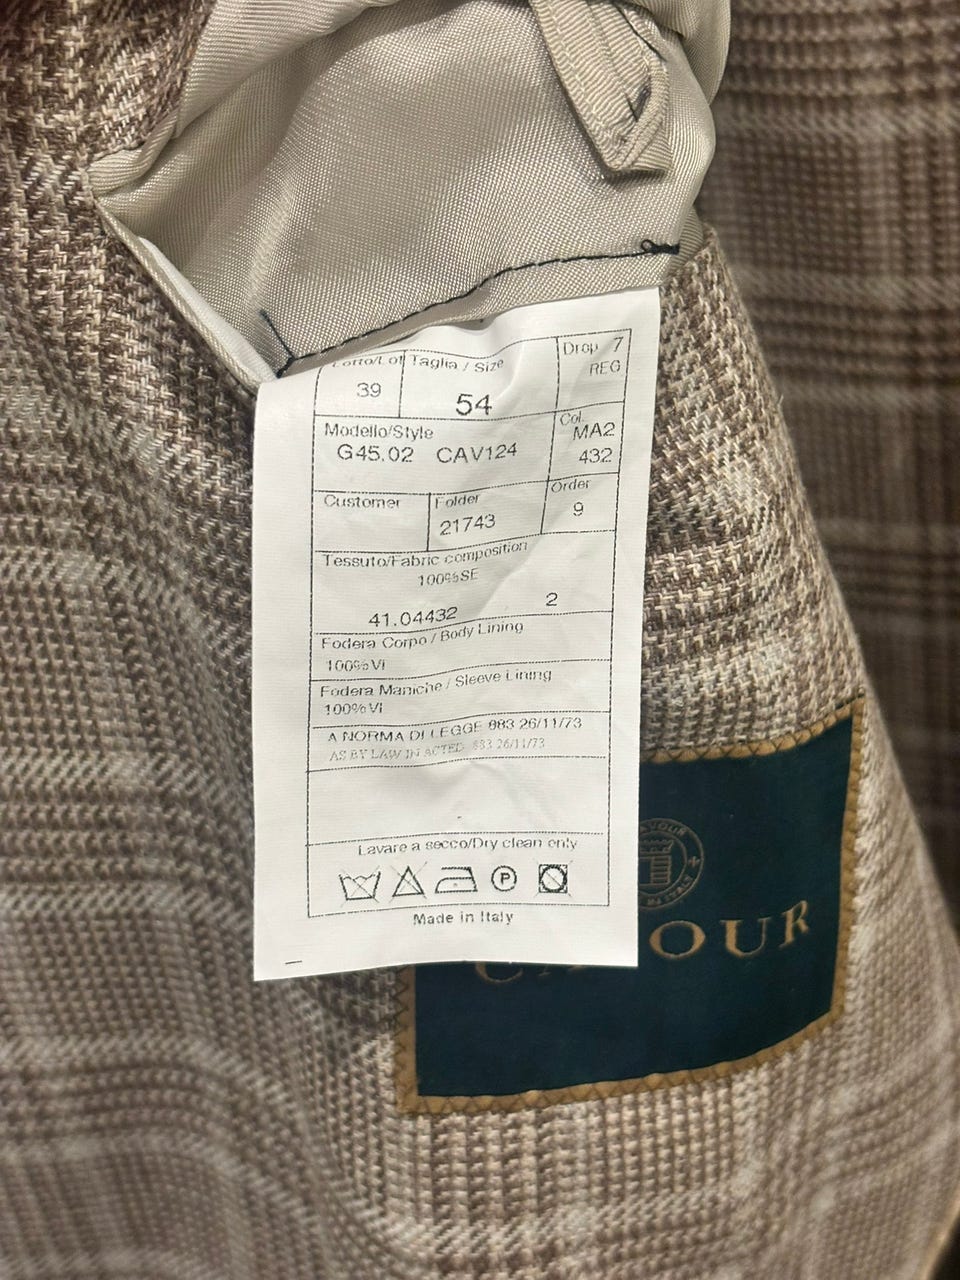 Lotto/Lot Taglia / Size Drop 7
39 54 REG
Modello/Style Col.
G45.02 CAV124 MA2
432
Customer Folder Order
21743 9
Tessuto/Fabric composition
100%SE
41.04432 2
Fodera Corpo / Body Lining
100%VI
Fodera Maniche / Sleeve Lining
100%VI
A NORMA DI LEGGE 883 26/11/73
AS BY LAW IN ACTED 883 26/11/73
Lavare a secco/Dry clean only
P
Made in Italy
CAVOUR